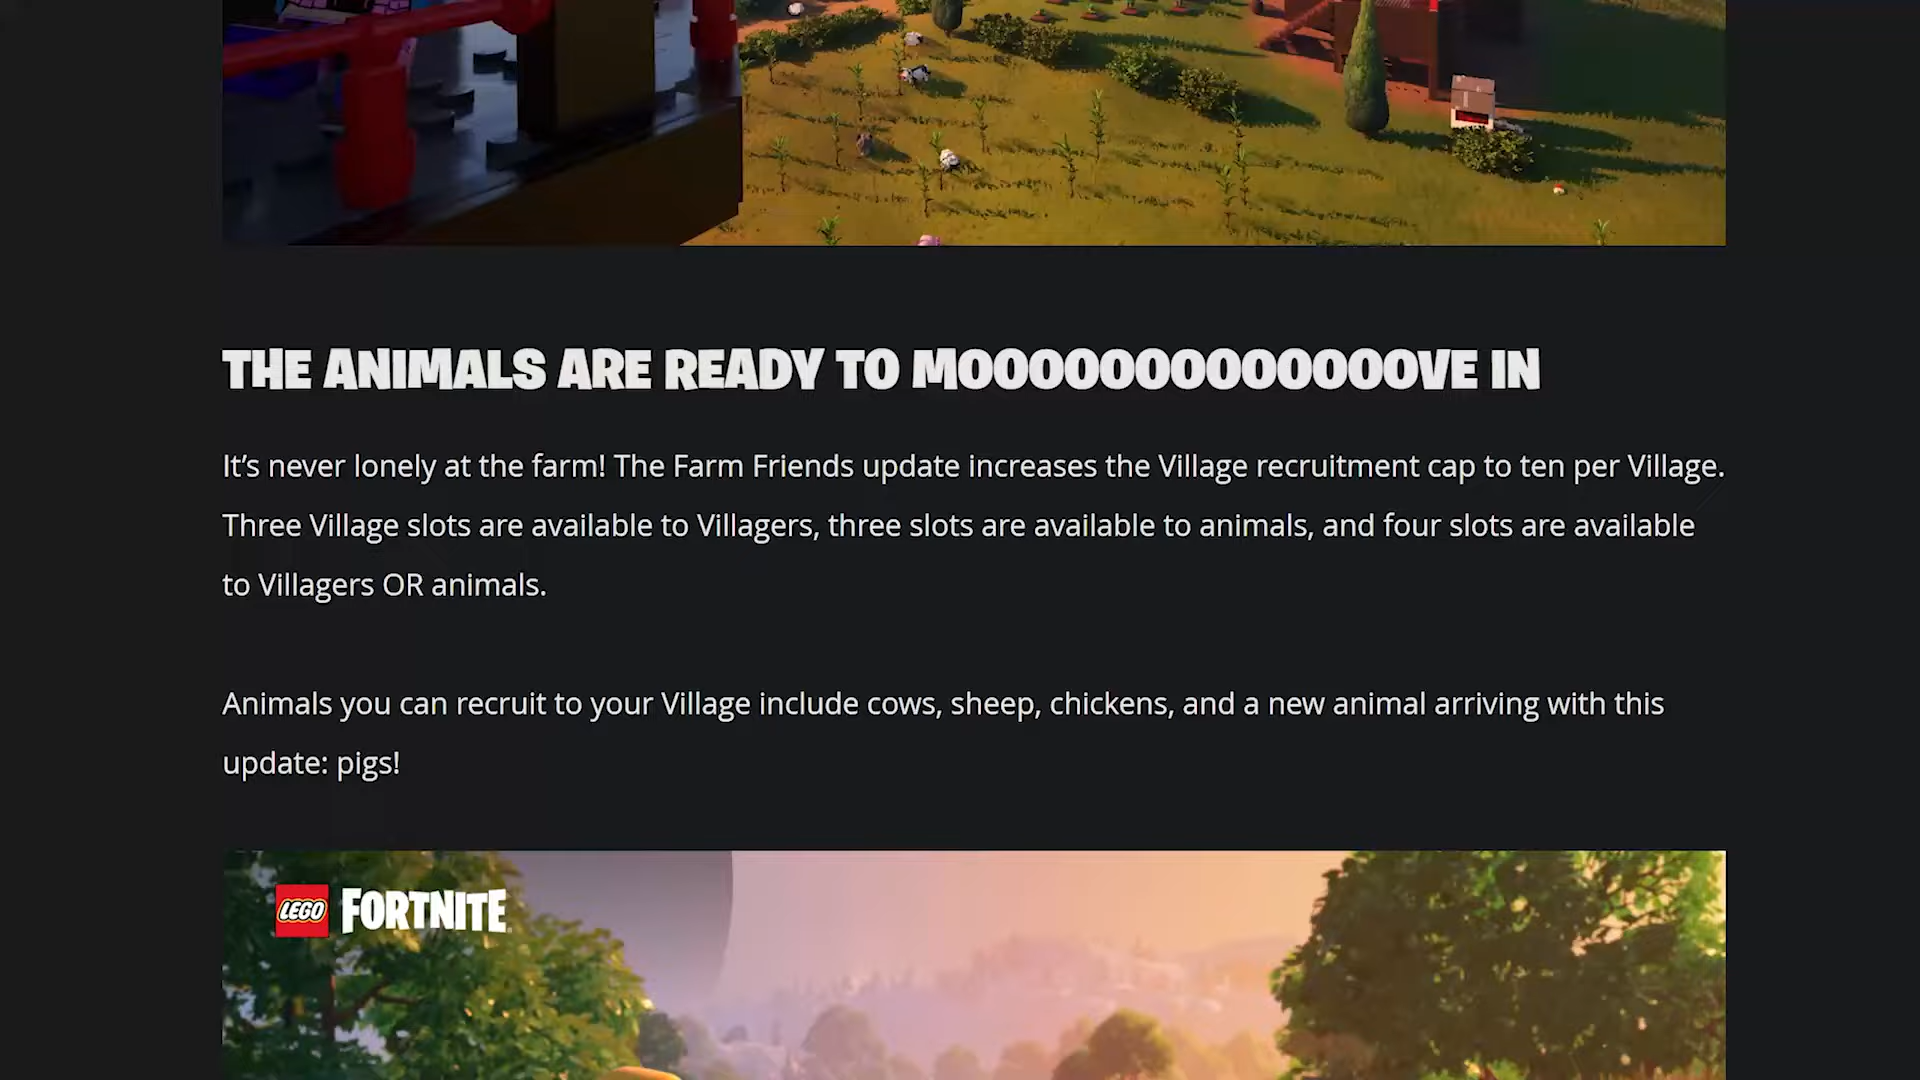 THE ANIMALS ARE READY TO MOOOOOOOOOOOOOVE IN
It's never lonely at the farm! The Farm Friends update increases the Village recruitment cap to ten per Village.
Three Village slots are available to Villagers, three slots are available to animals, and four slots are available
to Villagers OR animals.
Animals you can recruit to your Village include cows, sheep, chickens, and a new animal arriving with this
update: pigs!
LEGO FORTNITE